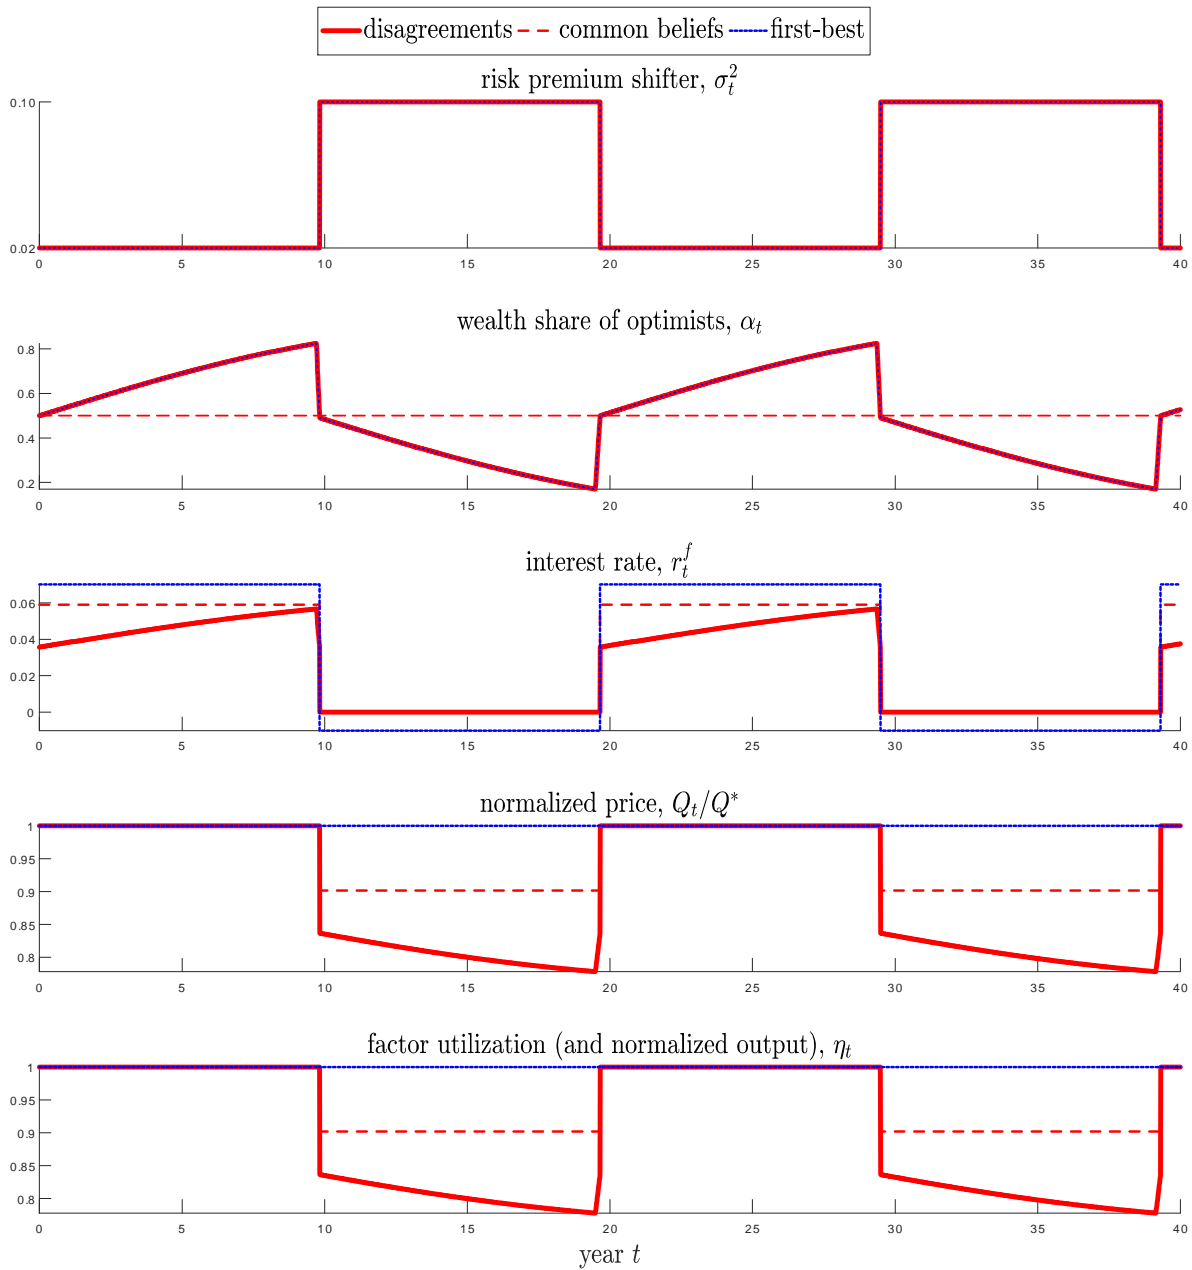 disagreements common beliefs first-best
risk premium shifter, σ_t^2
0.10
0.02
0 5 10 15 20 25 30 35 40
wealth share of optimists, α_t
0.8
0.6
0.4
0.2
0 5 10 15 20 25 30 35 40
interest rate, r_t^f
0.06
0.04
0.02
0
0 5 10 15 20 25 30 35 40
normalized price, Q_t/Q*
1
0.95
0.9
0.85
0.8
0 5 10 15 20 25 30 35 40
factor utilization (and normalized output), η_t
1
0.95
0.9
0.85
0.8
0 5 10 15 20 25 30 35 40
year t